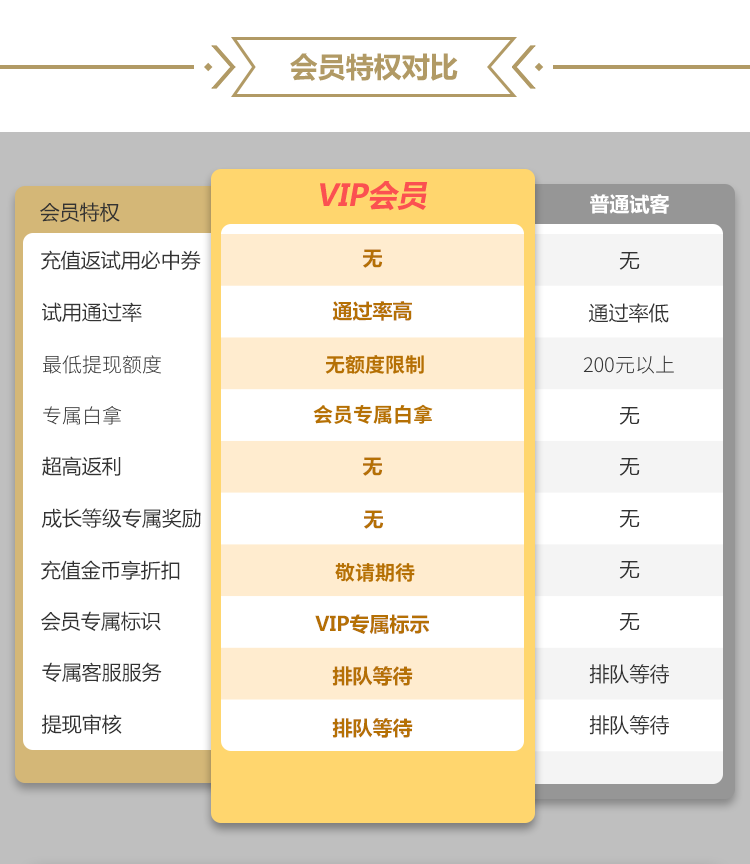 会员特权对比
会员特权 VIP会员 普通试客
充值返试用必中券 无 无
试用通过率 通过率高 通过率低
最低提现额度 无额度限制 200元以上
专属白拿 会员专属白拿 无
超高返利 无 无
成长等级专属奖励 无 无
充值金币享折扣 敬请期待 无
会员专属标识 VIP专属标示 无
专属客服服务 排队等待 排队等待
提现审核 排队等待 排队等待